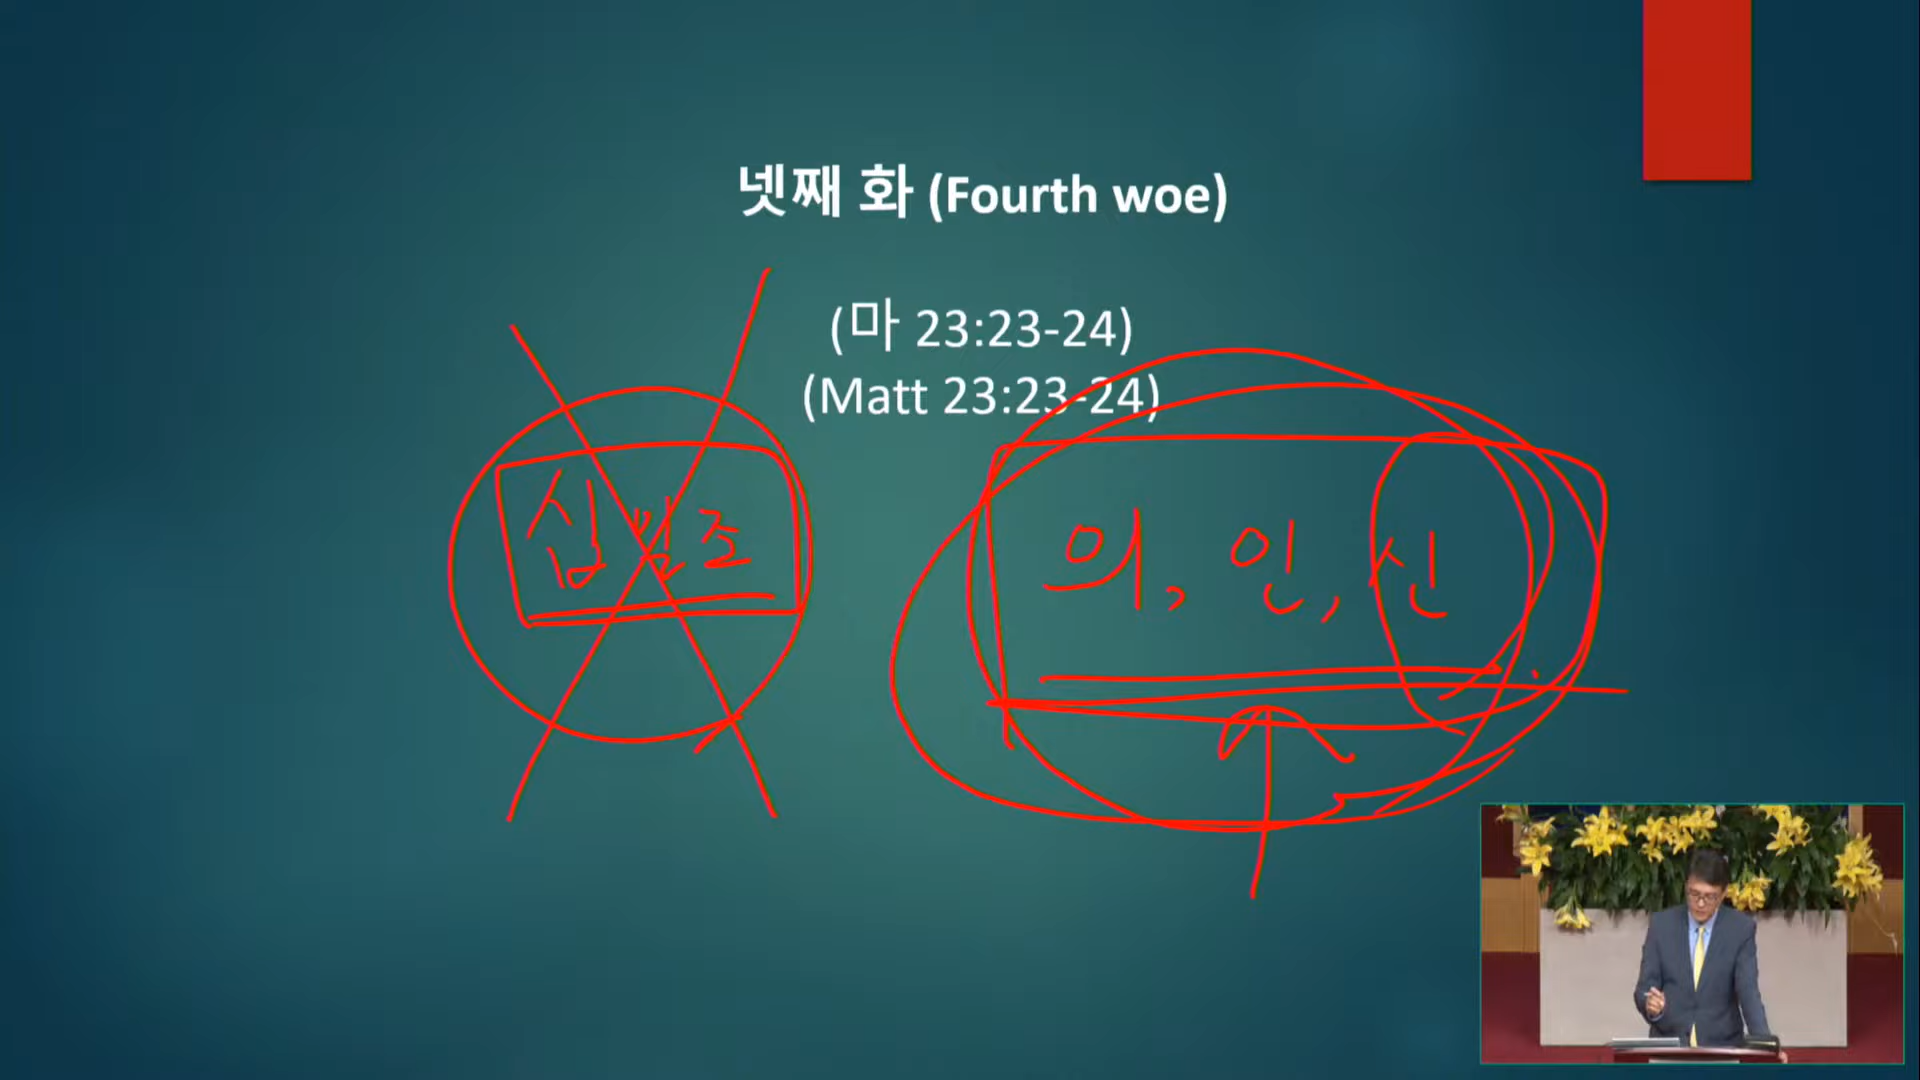 넷째 화 (Fourth woe)
(마 23:23-24)
(Matt 23:23-24)
십일조
의, 인, 신